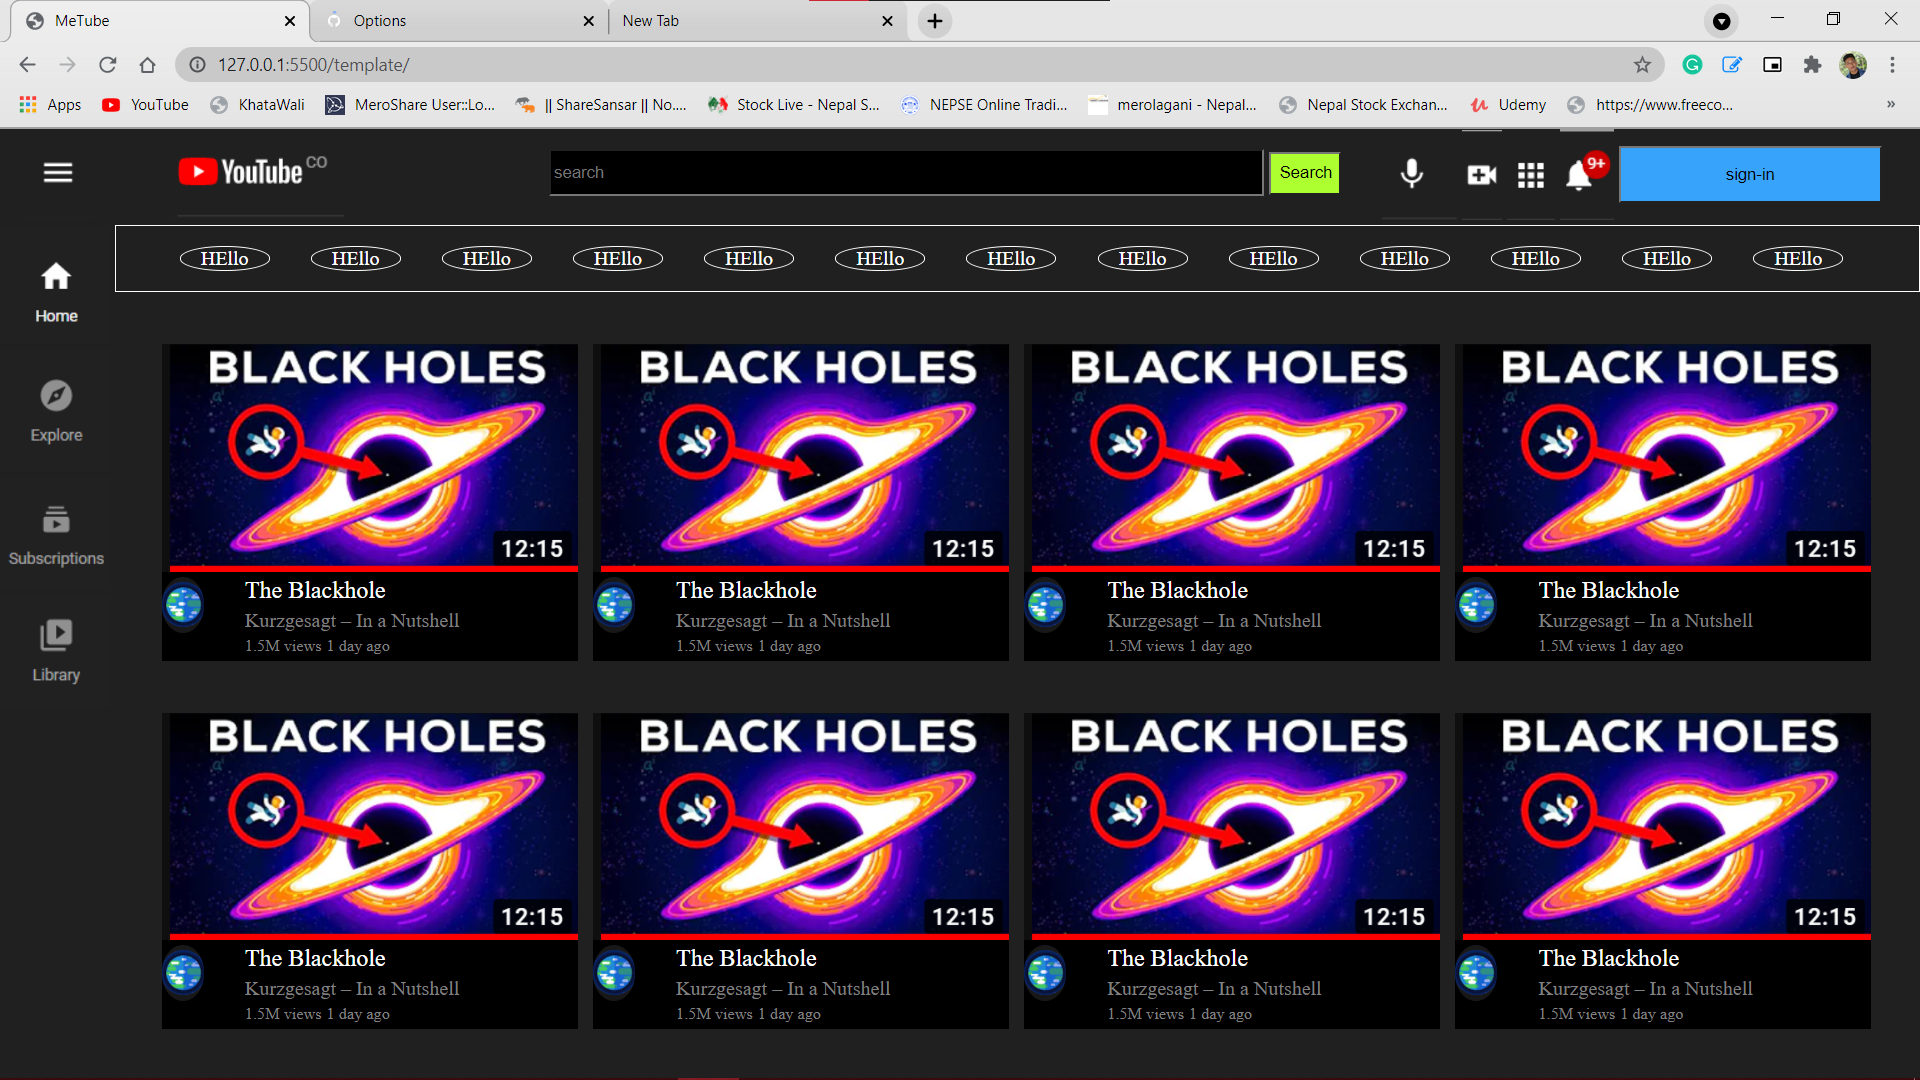 MeTube
Options
New Tab
127.0.0.1:5500/template/
Apps
YouTube
KhataWali
MeroShare User::Lo...
|| ShareSansar || No....
Stock Live - Nepal S...
NEPSE Online Tradi...
merolagani - Nepal...
Nepal Stock Exchan...
Udemy
https://www.freeco...
»
YouTube CO
search
Search
9+
sign-in
HEllo HEllo HEllo HEllo HEllo HEllo HEllo HEllo HEllo HEllo HEllo HEllo HEllo
Home
Explore
Subscriptions
Library
BLACK HOLES
12:15
The Blackhole
Kurzgesagt – In a Nutshell
1.5M views 1 day ago
BLACK HOLES
12:15
The Blackhole
Kurzgesagt – In a Nutshell
1.5M views 1 day ago
BLACK HOLES
12:15
The Blackhole
Kurzgesagt – In a Nutshell
1.5M views 1 day ago
BLACK HOLES
12:15
The Blackhole
Kurzgesagt – In a Nutshell
1.5M views 1 day ago
BLACK HOLES
12:15
The Blackhole
Kurzgesagt – In a Nutshell
1.5M views 1 day ago
BLACK HOLES
12:15
The Blackhole
Kurzgesagt – In a Nutshell
1.5M views 1 day ago
BLACK HOLES
12:15
The Blackhole
Kurzgesagt – In a Nutshell
1.5M views 1 day ago
BLACK HOLES
12:15
The Blackhole
Kurzgesagt – In a Nutshell
1.5M views 1 day ago